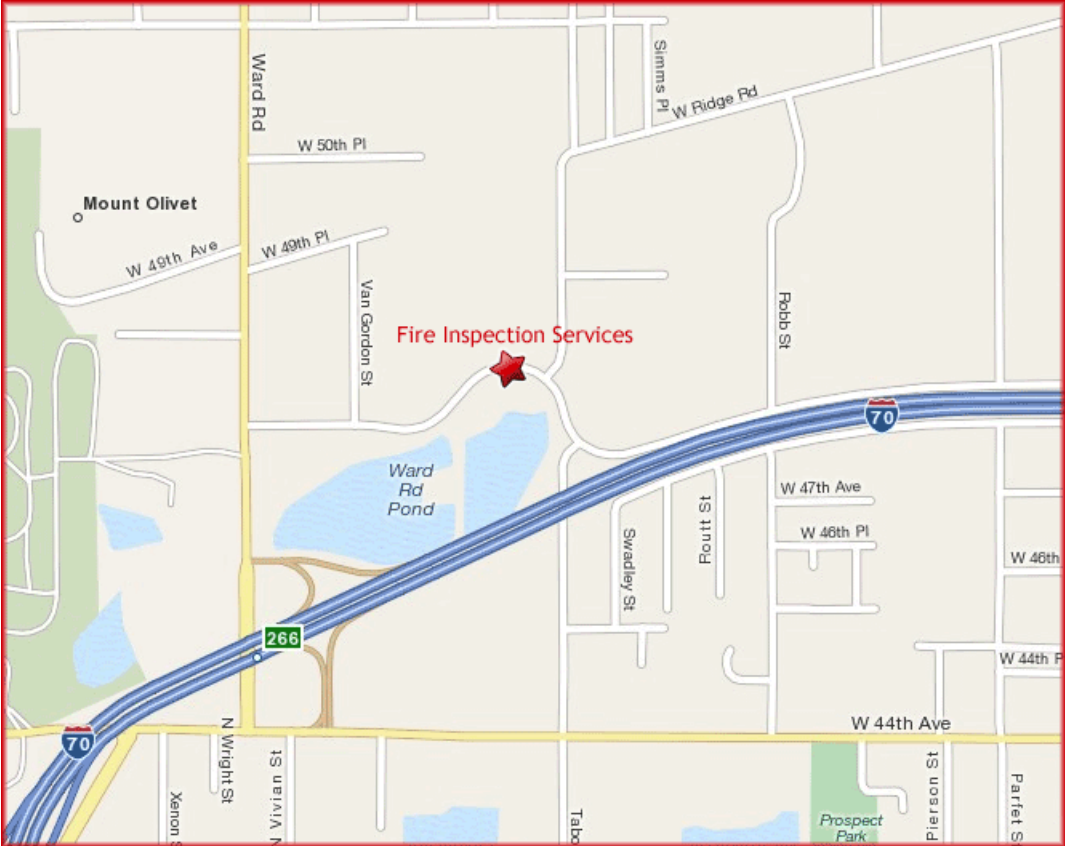 Ward Rd
Simms Pl
W Ridge Rd
W 50th Pl
Mount Olivet
W 49th Ave
W 49th Pl
Van Gordon St
Robb St
Fire Inspection Services
70
Ward
Rd
Pond
W 47th Ave
Routt St
W 46th Pl
Swadley St
W 46th
266
W 44th P
70
N Wright St
W 44th Ave
N Vivian St
Xenon S
Tabo
Pierson St
Parfet S
Prospect
Park